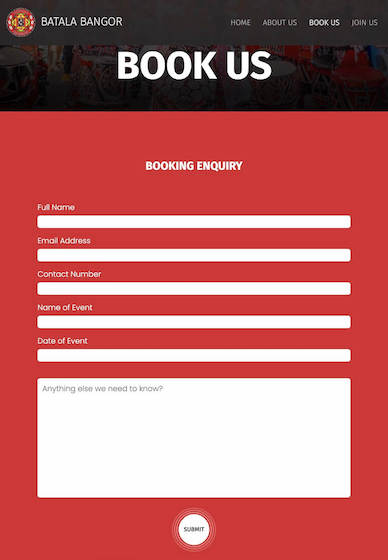 BATALA BANGOR HOME ABOUT US BOOK US JOIN US
BOOK US
BOOKING ENQUIRY
Full Name
Email Address
Contact Number
Name of Event
Date of Event
Anything else we need to know?
SUBMIT